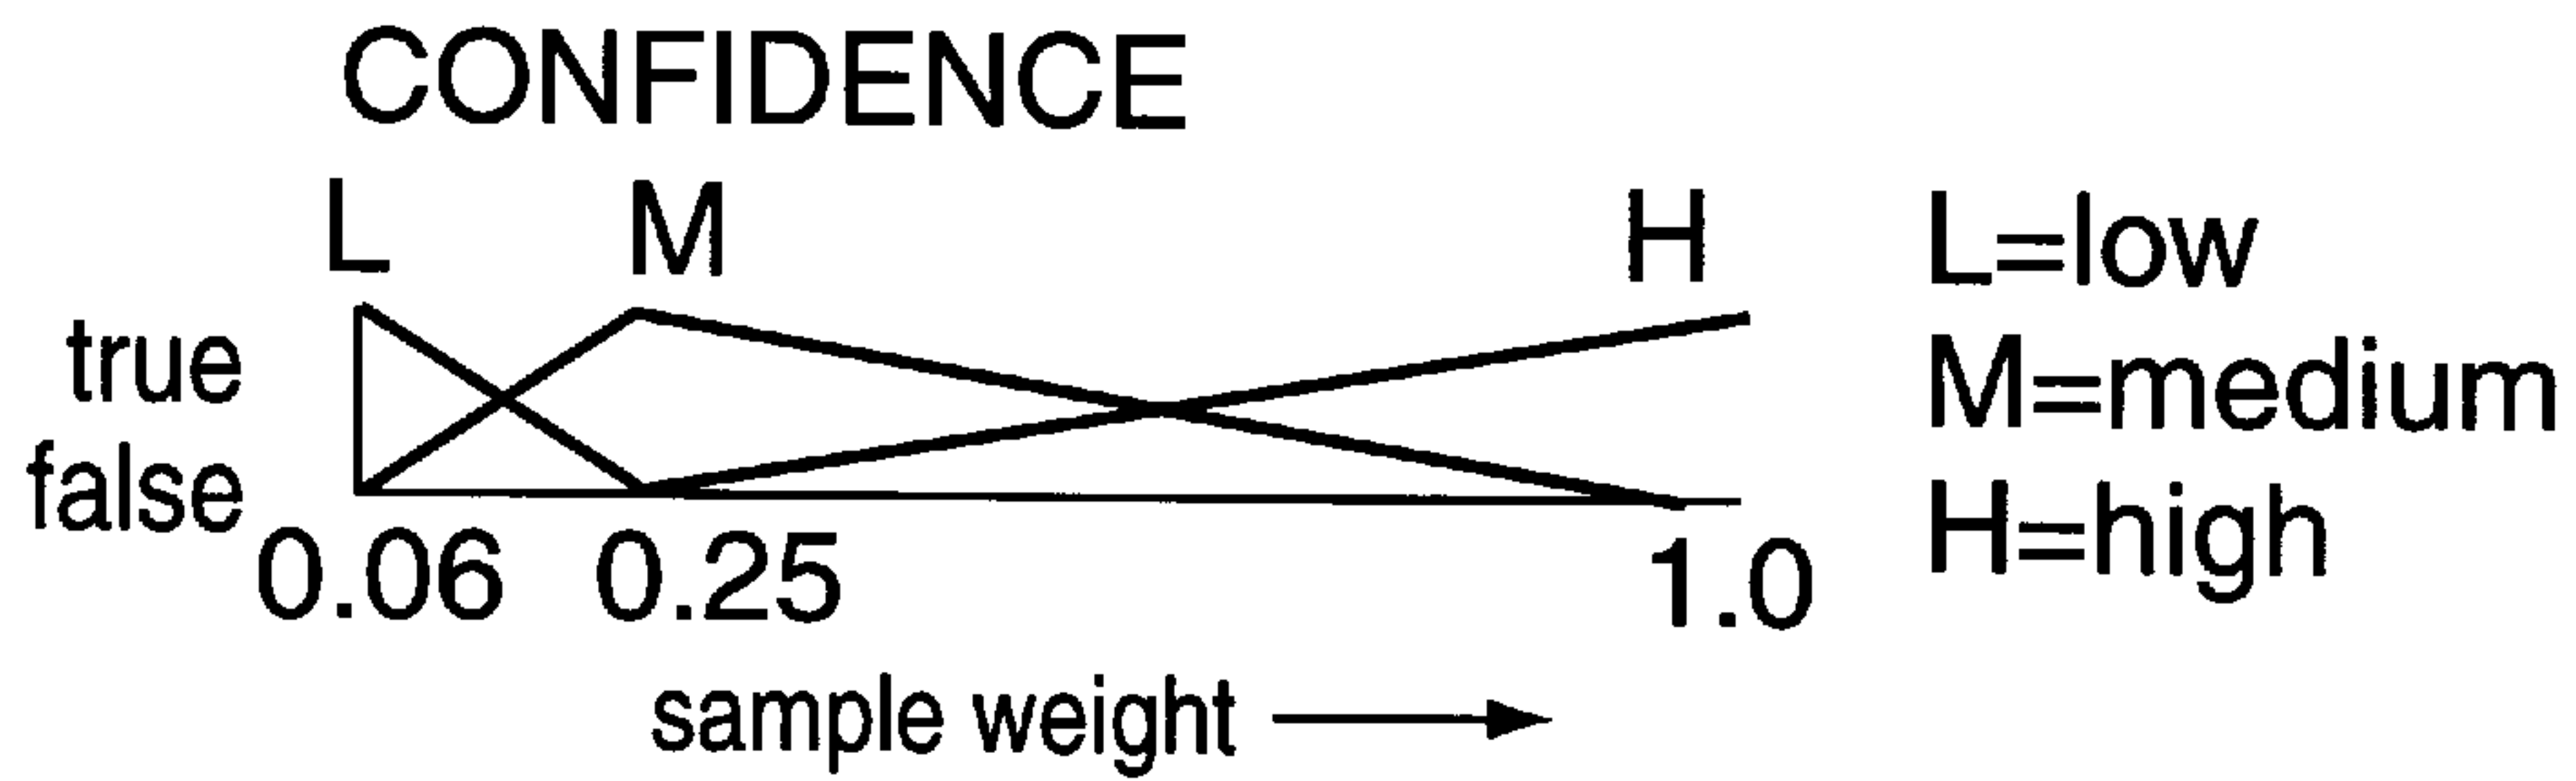 CONFIDENCE
L M H
L=low
true
M=medium
false
H=high
0.06 0.25 1.0
sample weight